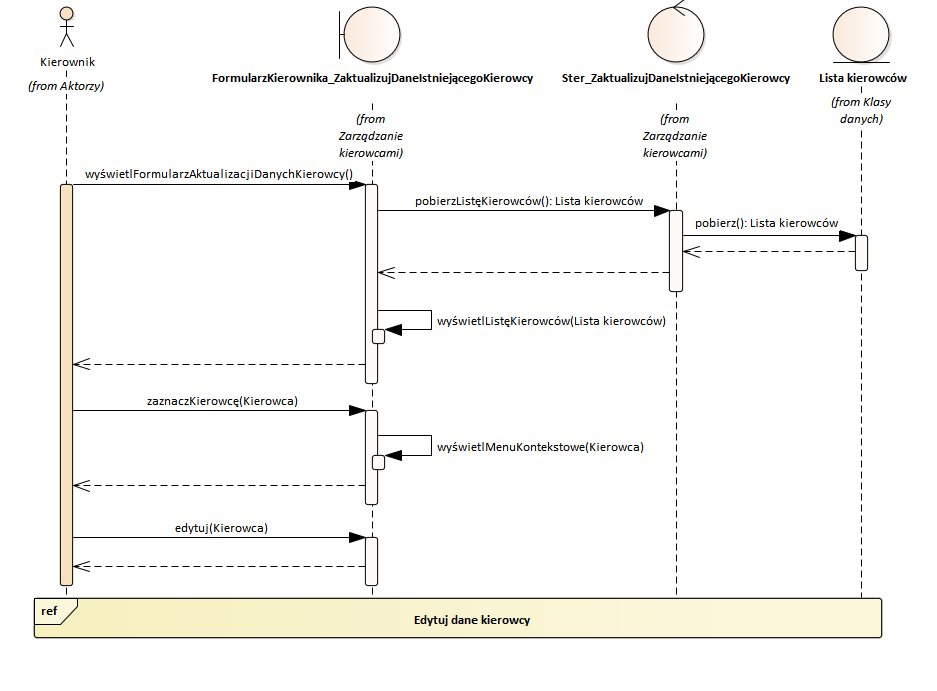 Kierownik
(from Aktorzy)
FormularzKierownika_ZaktualizujDaneIstniejącegoKierowcy
(from
Zarządzanie
kierowcami)
Ster_ZaktualizujDaneIstniejącegoKierowcy
(from
Zarządzanie
kierowcami)
Lista kierowców
(from Klasy
danych)
wyświetlFormularzAktualizacjiDanychKierowcy()
pobierzListęKierowców(): Lista kierowców
pobierz(): Lista kierowców
wyświetlListęKierowców(Lista kierowców)
zaznaczKierowcę(Kierowca)
wyświetlMenuKontekstowe(Kierowca)
edytuj(Kierowca)
ref
Edytuj dane kierowcy